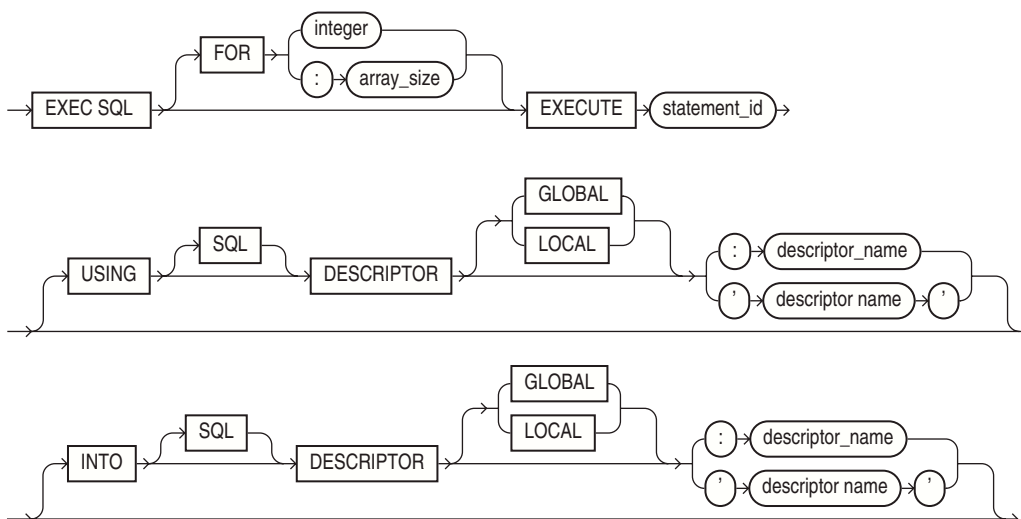 integer
FOR
: array_size
EXEC SQL EXECUTE statement_id
GLOBAL
SQL LOCAL : descriptor_name
USING DESCRIPTOR ' descriptor name '
GLOBAL
SQL LOCAL : descriptor_name
INTO DESCRIPTOR ' descriptor name '